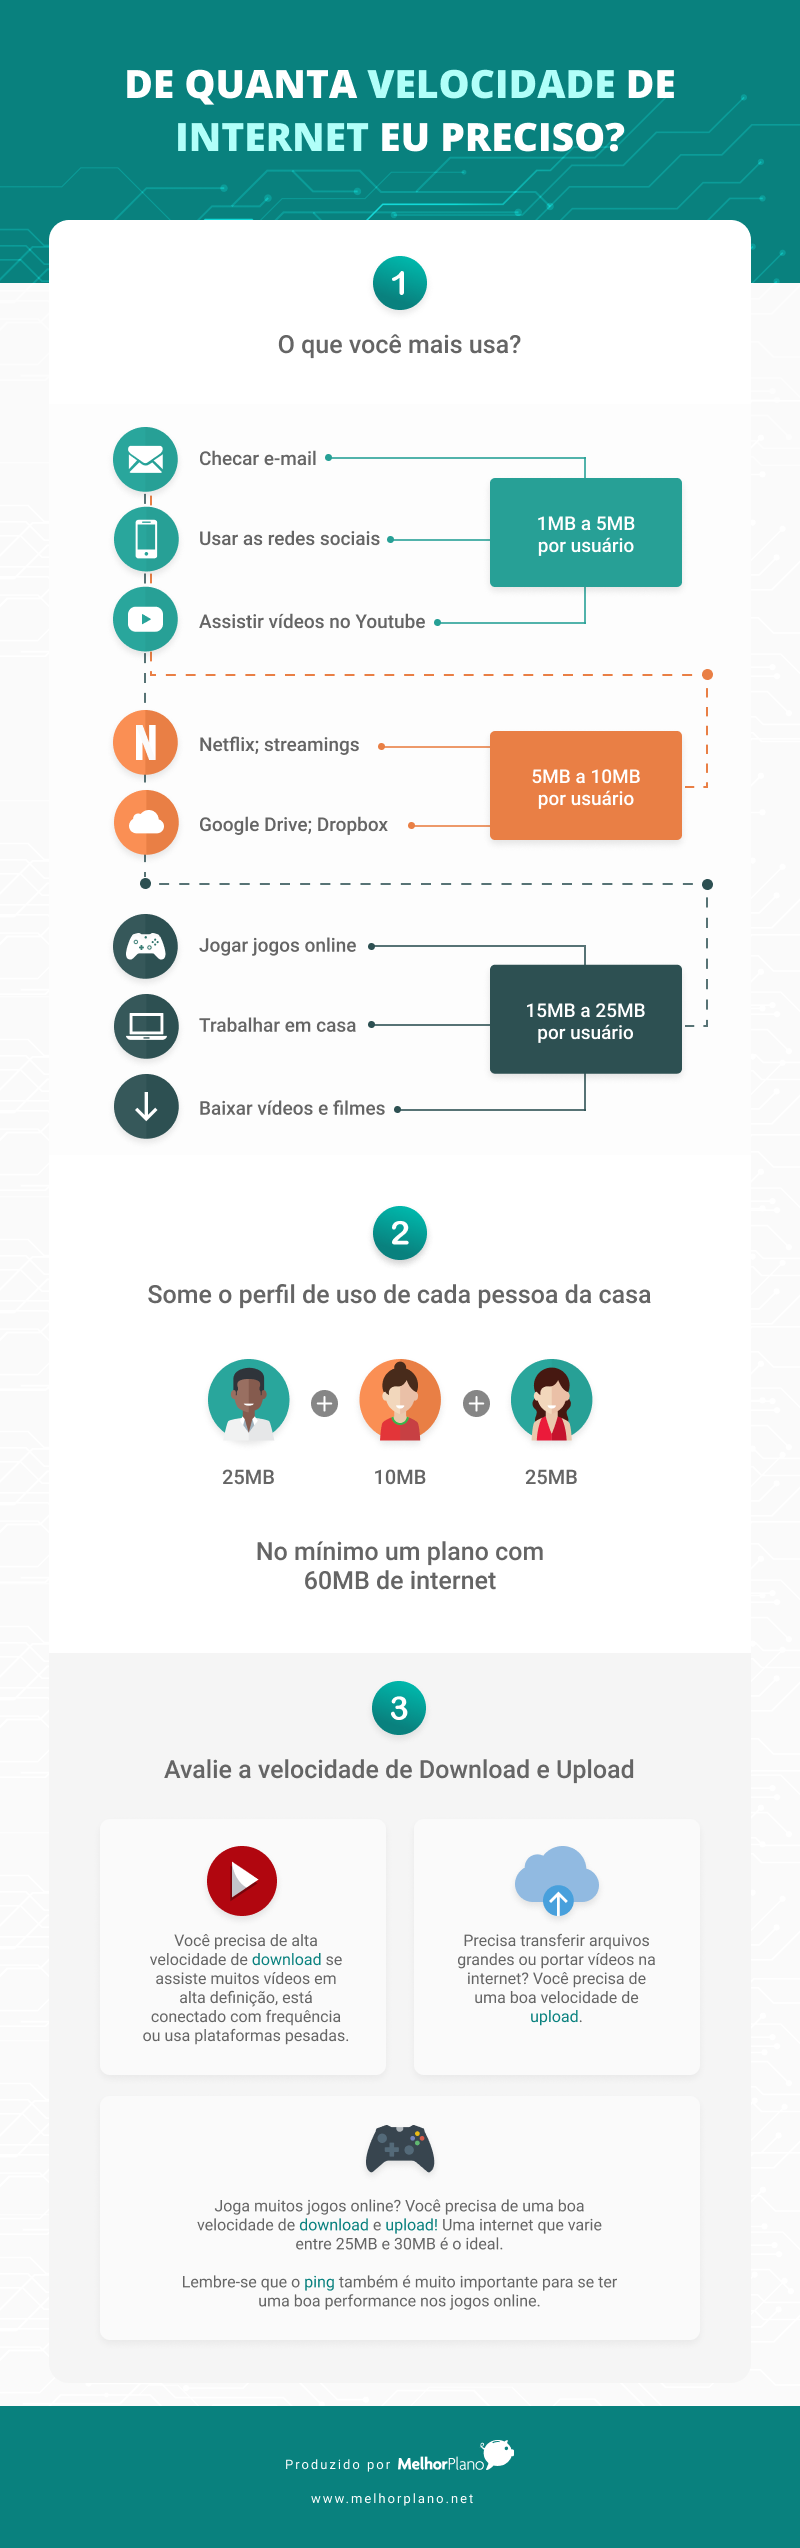 DE QUANTA VELOCIDADE DE
INTERNET EU PRECISO?
1
O que você mais usa?
Checar e-mail
Usar as redes sociais
Assistir vídeos no Youtube
1MB a 5MB
por usuário
N
Netflix; streamings
Google Drive; Dropbox
5MB a 10MB
por usuário
Jogar jogos online
Trabalhar em casa
Baixar vídeos e filmes
15MB a 25MB
por usuário
2
Some o perfil de uso de cada pessoa da casa
+ +
25MB 10MB 25MB
No mínimo um plano com
60MB de internet
3
Avalie a velocidade de Download e Upload
Você precisa de alta
velocidade de download se
assiste muitos vídeos em
alta definição, está
conectado com frequência
ou usa plataformas pesadas.
Precisa transferir arquivos
grandes ou portar vídeos na
internet? Você precisa de
uma boa velocidade de
upload.
Joga muitos jogos online? Você precisa de uma boa
velocidade de download e upload! Uma internet que varie
entre 25MB e 30MB é o ideal.
Lembre-se que o ping também é muito importante para se ter
uma boa performance nos jogos online.
Produzido por MelhorPlano
www.melhorplano.net